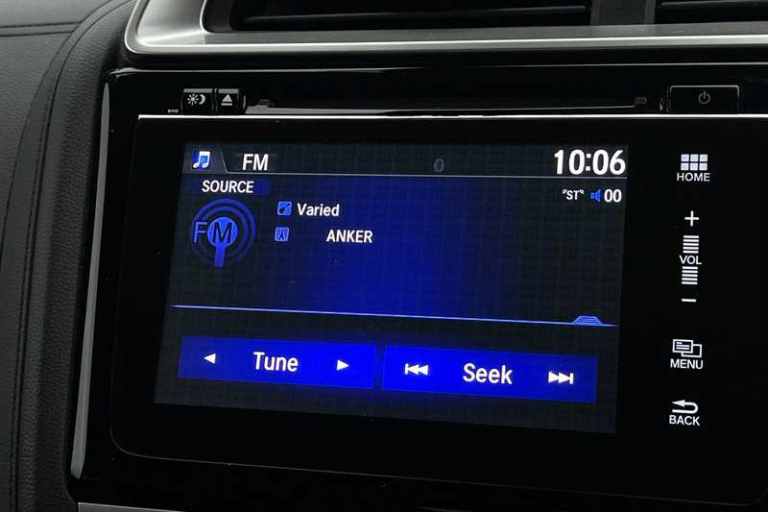 FM
10:06
HOME
SOURCE
"ST"
00
FM
Varied
ANKER
+
VOL
−
Tune
Seek
MENU
BACK